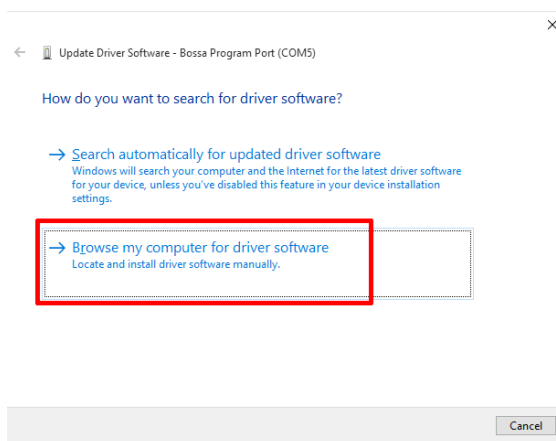 Update Driver Software - Bossa Program Port (COM5)
How do you want to search for driver software?
Search automatically for updated driver software
Windows will search your computer and the Internet for the latest driver software
for your device, unless you've disabled this feature in your device installation
settings.
Browse my computer for driver software
Locate and install driver software manually.
Cancel